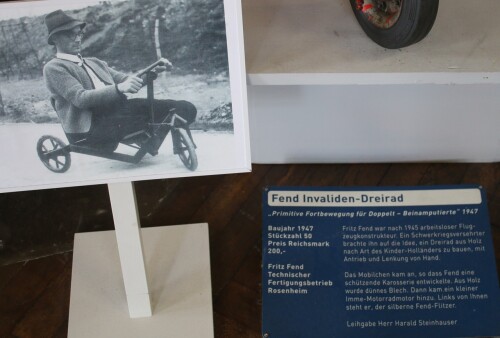 Fend Invaliden-Dreirad
„Primitive Fortbewegung für Doppelt – Beinamputierte" 1947
Baujahr 1947
Stückzahl 50
Preis Reichsmark
200,-
Fritz Fend
Technischer
Fertigungsbetrieb
Rosenheim
Fritz Fend war nach 1945 arbeitsloser Flug-
zeugkonstrukteur. Ein Schwerkriegsversehrter
brachte ihn auf die Idee, ein Dreirad aus Holz
nach Art des Kinder-Holländers zu bauen, mit
Antrieb und Lenkung von Hand.
Das Mobilchen kam an, so dass Fend eine
schützende Karosserie entwickelte. Aus Holz
wurde dünnes Blech. Dann kam ein kleiner
Imme-Motorradmotor hinzu. Links von Ihnen
steht er, der silberne Fend-Flitzer.
Leihgabe Herr Harald Steinhauser